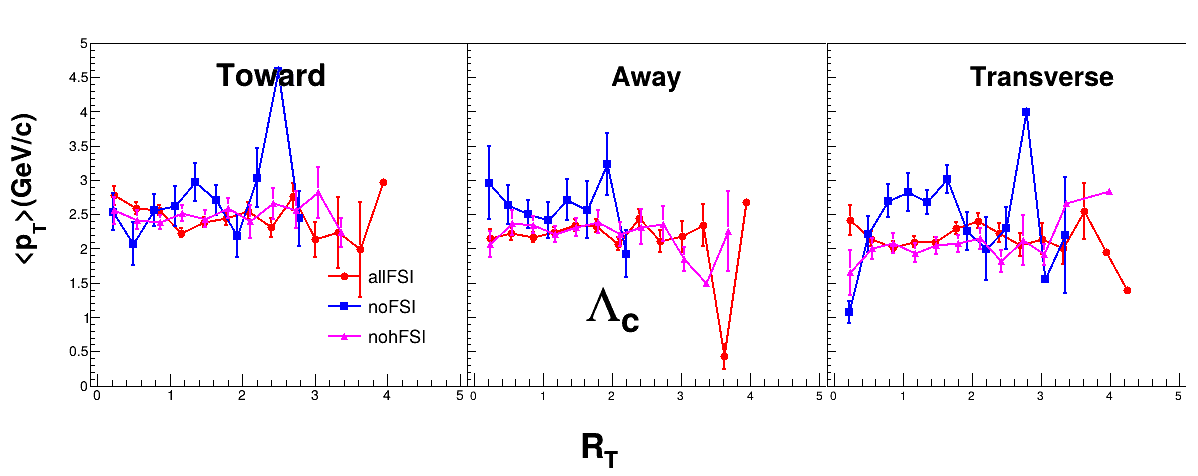 Toward
Away
Transverse
<p_T>(GeV/c)
5
4.5
4
3.5
3
2.5
2
1.5
1
0.5
0
allFSI
noFSI
nohFSI
Λ_c
0 1 2 3 4 5
0 1 2 3 4 5
0 1 2 3 4 5
R_T